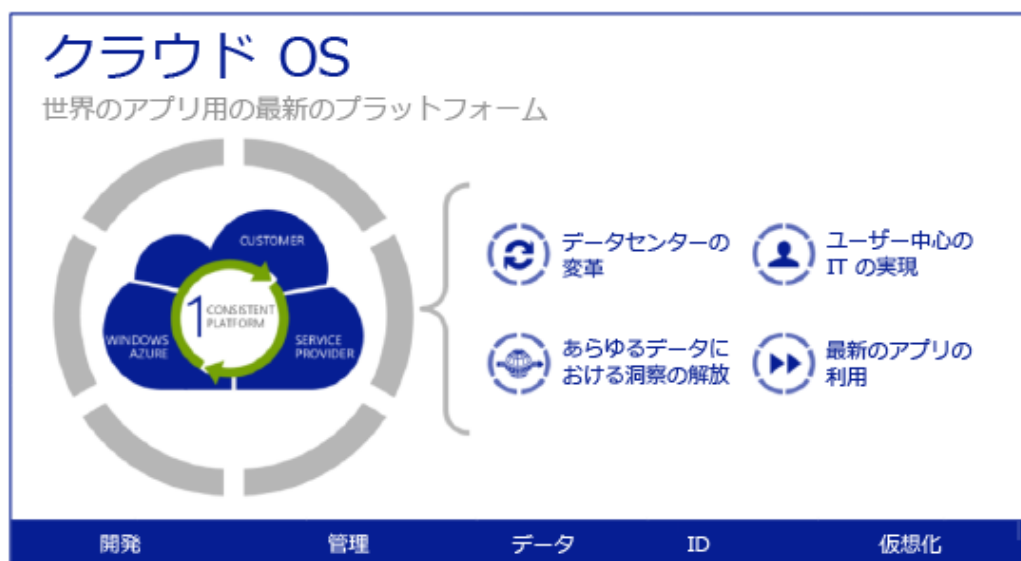 クラウド OS
世界のアプリ用の最新のプラットフォーム
CUSTOMER
1 CONSISTENT
PLATFORM
WINDOWS
AZURE
SERVICE
PROVIDER
データセンターの
変革
ユーザー中心の
IT の実現
あらゆるデータに
おける洞察の解放
最新のアプリの
利用
開発 管理 データ ID 仮想化